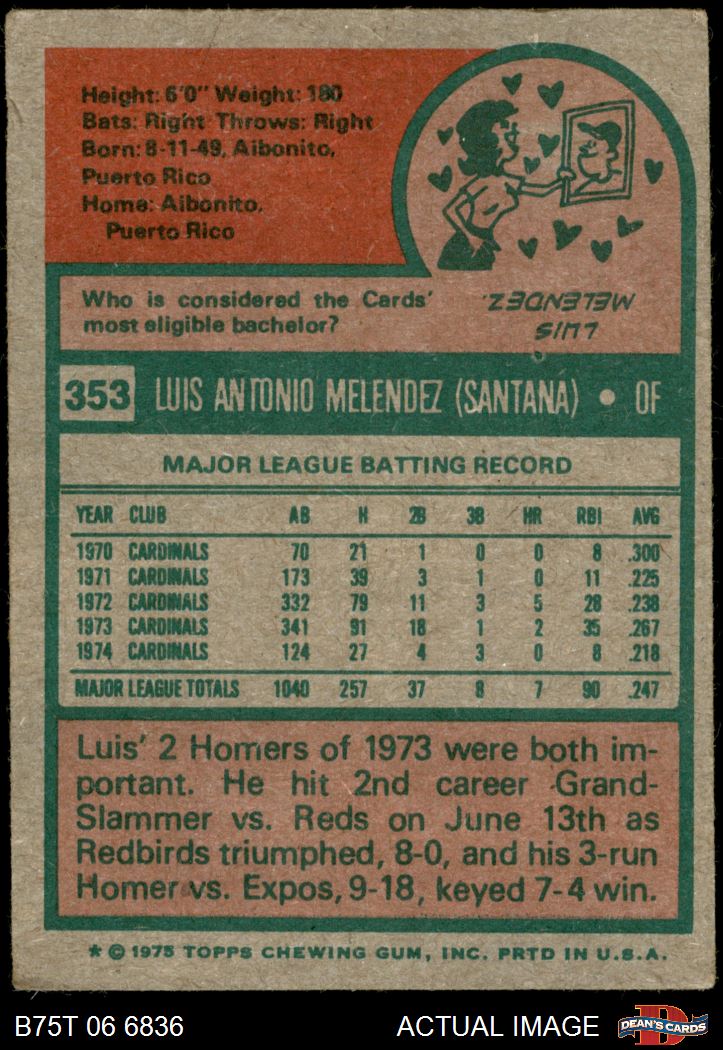 Height: 6'0" Weight: 180
Bats: Right Throws: Right
Born: 8-11-49, Aibonito,
Puerto Rico
Home: Aibonito,
Puerto Rico
Who is considered the Cards'
most eligible bachelor?
LUIS
MELENDEZ.
353 LUIS ANTONIO MELENDEZ (SANTANA) • OF
MAJOR LEAGUE BATTING RECORD
YEAR CLUB AB H 2B 3B HR RBI AVG
1970 CARDINALS 70 21 1 0 0 8 .300
1971 CARDINALS 173 39 3 1 0 11 .225
1972 CARDINALS 332 79 11 3 5 28 .238
1973 CARDINALS 341 91 18 1 2 35 .267
1974 CARDINALS 124 27 4 3 0 8 .218
MAJOR LEAGUE TOTALS 1040 257 37 8 7 90 .247
Luis' 2 Homers of 1973 were both im-
portant. He hit 2nd career Grand-
Slammer vs. Reds on June 13th as
Redbirds triumphed, 8-0, and his 3-run
Homer vs. Expos, 9-18, keyed 7-4 win.
* © 1975 TOPPS CHEWING GUM, INC. PRTD IN U.S.A.
B75T 06 6836 ACTUAL IMAGE
D
DEAN'S CARDS